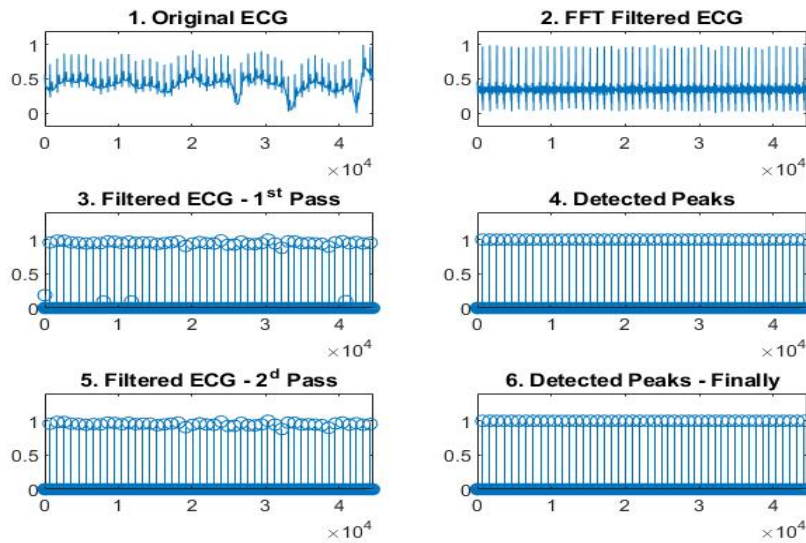 1. Original ECG
1
0.5
0
0 1 2 3 4
×10⁴
2. FFT Filtered ECG
1
0.5
0
0 1 2 3 4
×10⁴
3. Filtered ECG - 1ˢᵗ Pass
1
0.5
0
0 1 2 3 4
×10⁴
4. Detected Peaks
1
0.5
0
0 1 2 3 4
×10⁴
5. Filtered ECG - 2ᵈ Pass
1
0.5
0
0 1 2 3 4
×10⁴
6. Detected Peaks - Finally
1
0.5
0
0 1 2 3 4
×10⁴